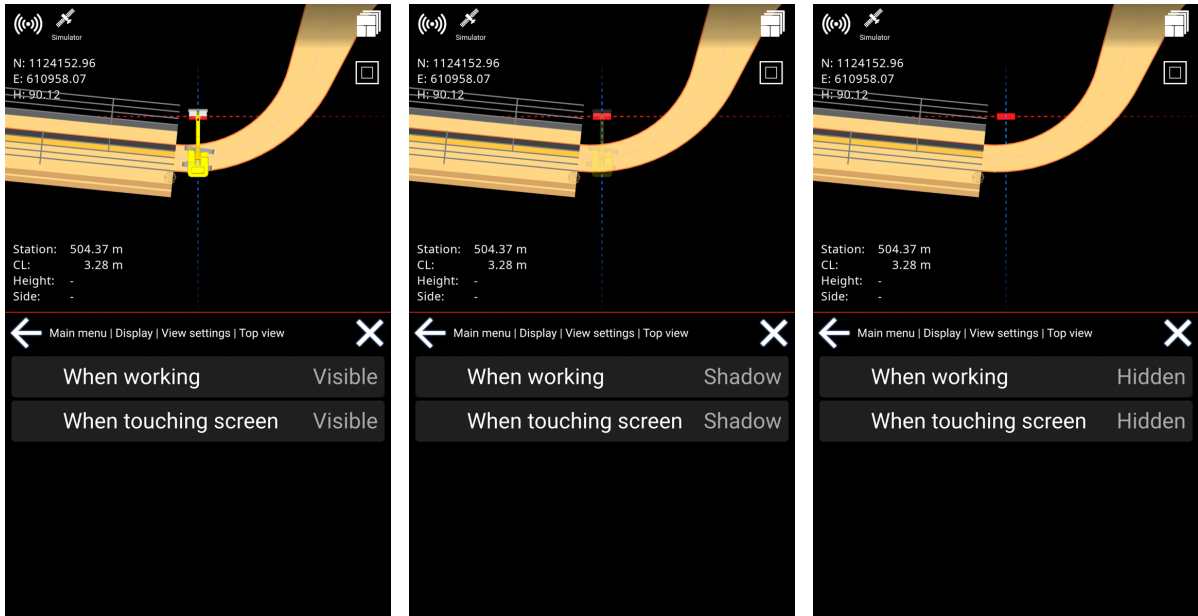 Simulator
N: 1124152.96
E: 610958.07
H: 90.12
Station: 504.37 m
CL: 3.28 m
Height: -
Side: -
Main menu | Display | View settings | Top view
When working Visible
When touching screen Visible
Simulator
N: 1124152.96
E: 610958.07
H: 90.12
Station: 504.37 m
CL: 3.28 m
Height: -
Side: -
Main menu | Display | View settings | Top view
When working Shadow
When touching screen Shadow
Simulator
N: 1124152.96
E: 610958.07
H: 90.12
Station: 504.37 m
CL: 3.28 m
Height: -
Side: -
Main menu | Display | View settings | Top view
When working Hidden
When touching screen Hidden